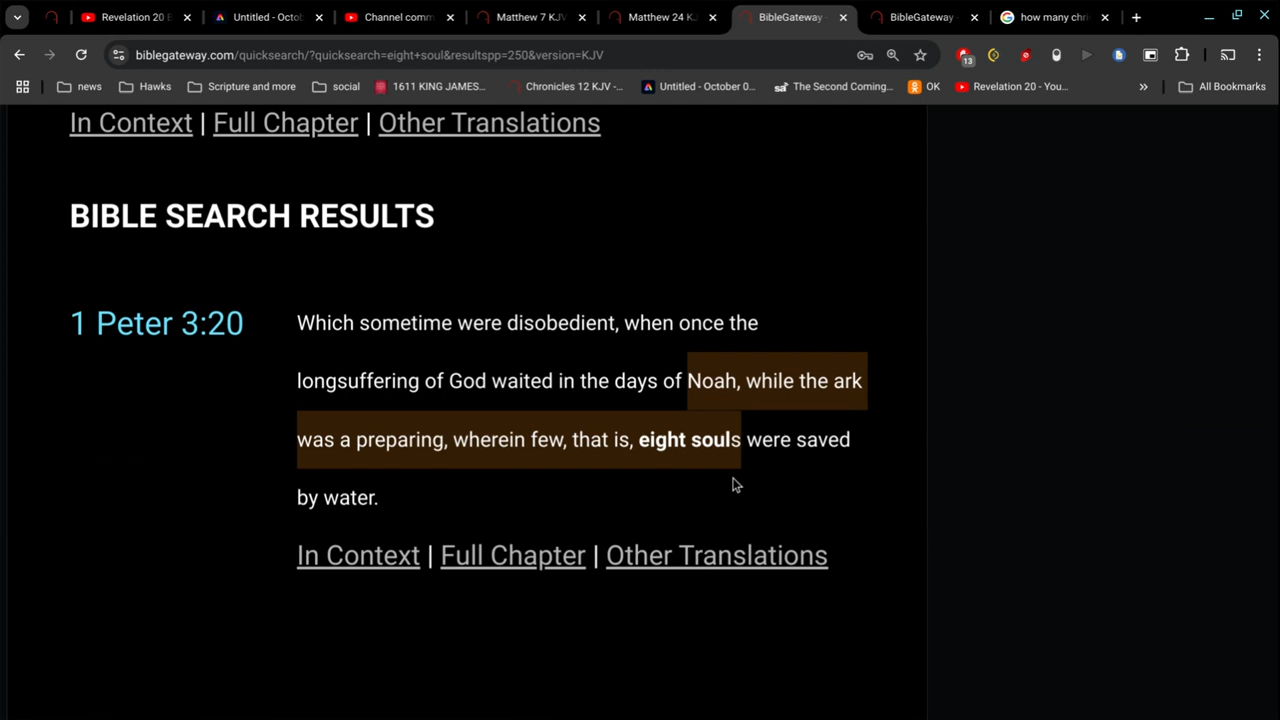 Revelation 20 E
Untitled - Octo
Channel comm
Matthew 7 KJV
Matthew 24 KJ
BibleGateway -
BibleGateway -
how many chri
biblegateway.com/quicksearch/?quicksearch=eight+soul&resultspp=250&version=KJV
13
news
Hawks
Scripture and more
social
1611 KING JAMES...
Chronicles 12 KJV -...
Untitled - October 0...
The Second Coming...
OK
Revelation 20 - You...
»
All Bookmarks
In Context | Full Chapter | Other Translations
BIBLE SEARCH RESULTS
1 Peter 3:20
Which sometime were disobedient, when once the
longsuffering of God waited in the days of Noah, while the ark
was a preparing, wherein few, that is, eight souls were saved
by water.
In Context | Full Chapter | Other Translations